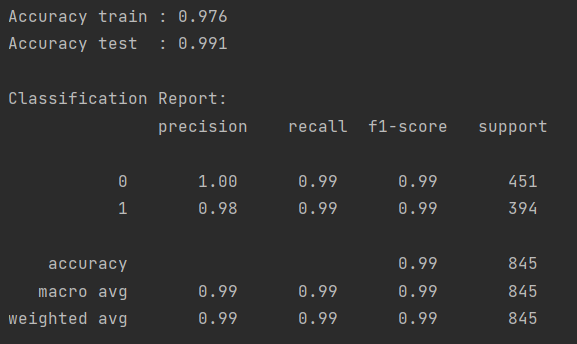 Accuracy train : 0.976
Accuracy test  : 0.991
Classification Report:
precision recall f1-score support
0 1.00 0.99 0.99 451
1 0.98 0.99 0.99 394
accuracy 0.99 845
macro avg 0.99 0.99 0.99 845
weighted avg 0.99 0.99 0.99 845